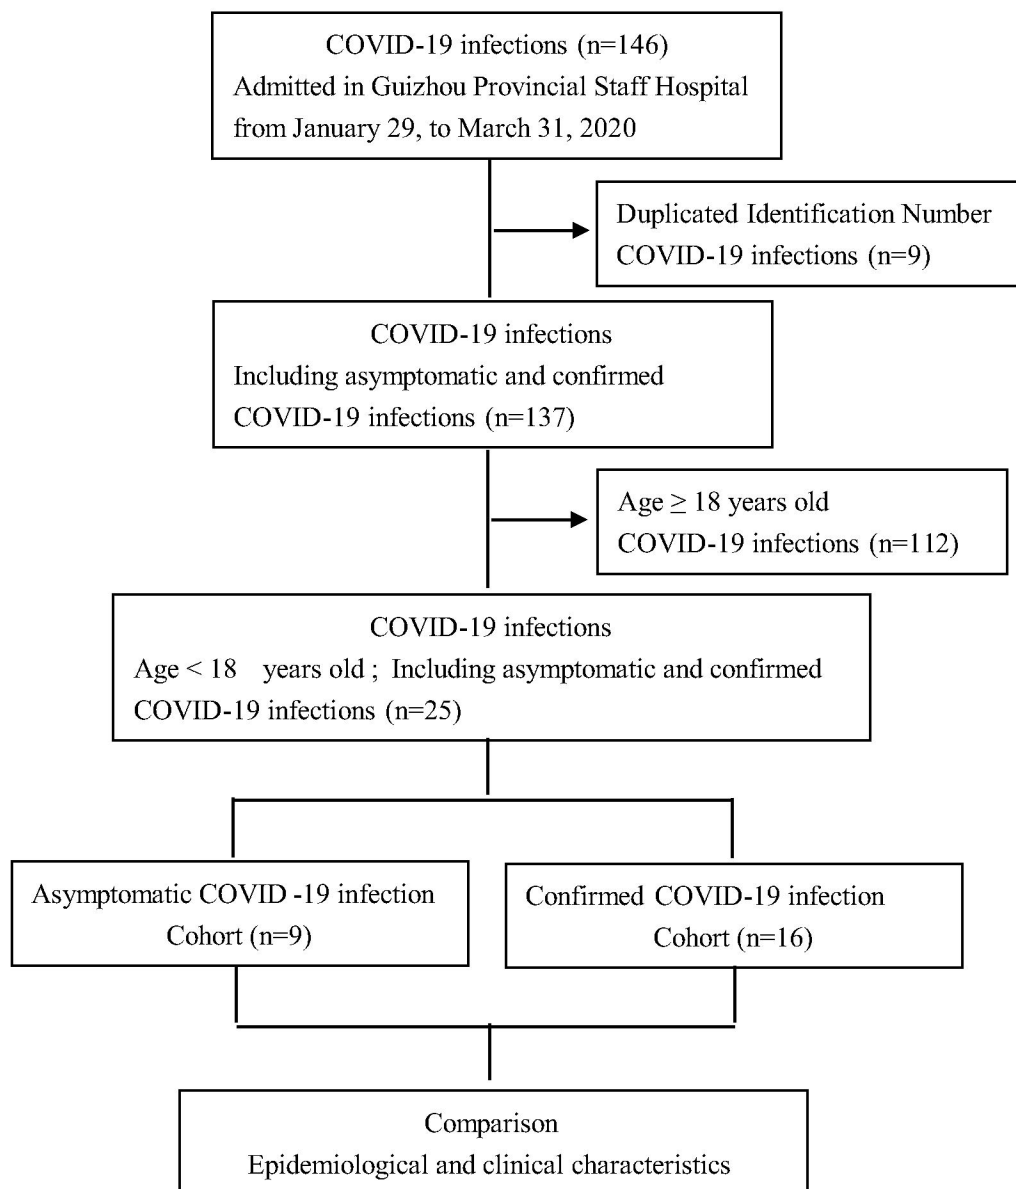 COVID-19 infections (n=146)
Admitted in Guizhou Provincial Staff Hospital
from January 29, to March 31, 2020
Duplicated Identification Number
COVID-19 infections (n=9)
COVID-19 infections
Including asymptomatic and confirmed
COVID-19 infections (n=137)
Age ≥ 18 years old
COVID-19 infections (n=112)
COVID-19 infections
Age < 18 years old ; Including asymptomatic and confirmed
COVID-19 infections (n=25)
Asymptomatic COVID -19 infection
Cohort (n=9)
Confirmed COVID-19 infection
Cohort (n=16)
Comparison
Epidemiological and clinical characteristics